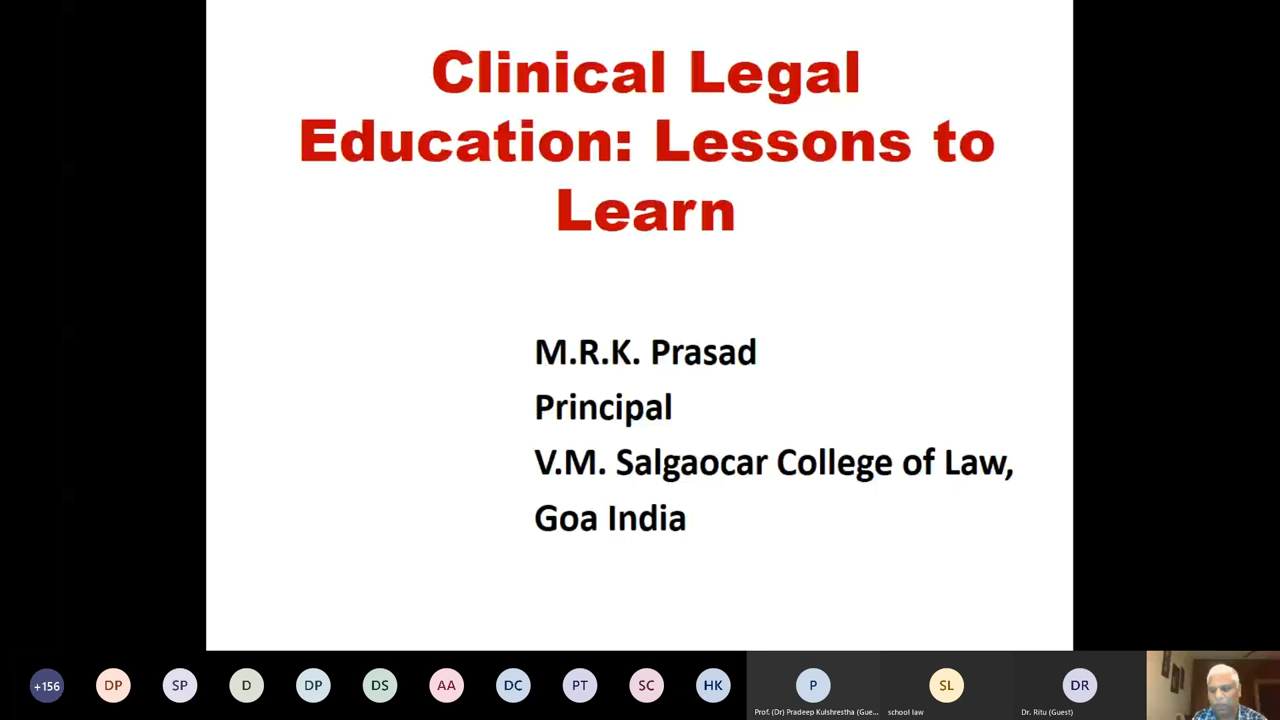 Clinical Legal
Education: Lessons to
Learn
M.R.K. Prasad
Principal
V.M. Salgaocar College of Law,
Goa India
+156 DP SP D DP DS AA DC PT SC HK P SL DR
Prof. (Dr) Pradeep Kulshrestha (Gue... school law Dr. Ritu (Guest)